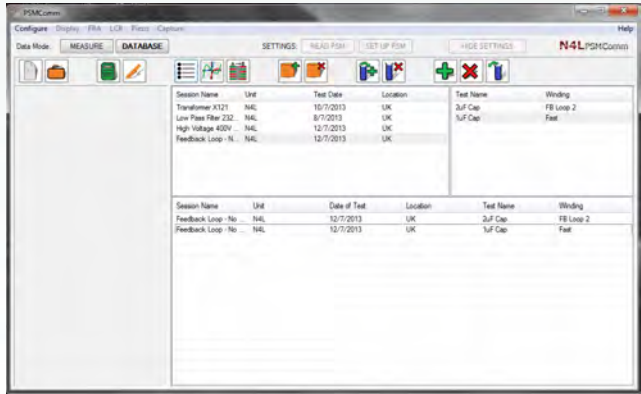 PSMComm
Configure Display FRA LCR Piezo Capture Help
Data Mode: MEASURE DATABASE SETTINGS: READ PSM SET UP PSM <HIDE SETTINGS N4L PSMComm
Session Name Unit Test Date Location Test Name Winding
Transformer X121 N4L 10/7/2013 UK 2uF Cap FB Loop 2
Low Pass Filter 232... N4L 8/7/2013 UK 1uF Cap Fast
High Voltage 400V ... N4L 12/7/2013 UK
Feedback Loop - N... N4L 12/7/2013 UK
Session Name Unit Date of Test Location Test Name Winding
Feedback Loop - No ... N4L 12/7/2013 UK 2uF Cap FB Loop 2
Feedback Loop - No ... N4L 12/7/2013 UK 1uF Cap Fast